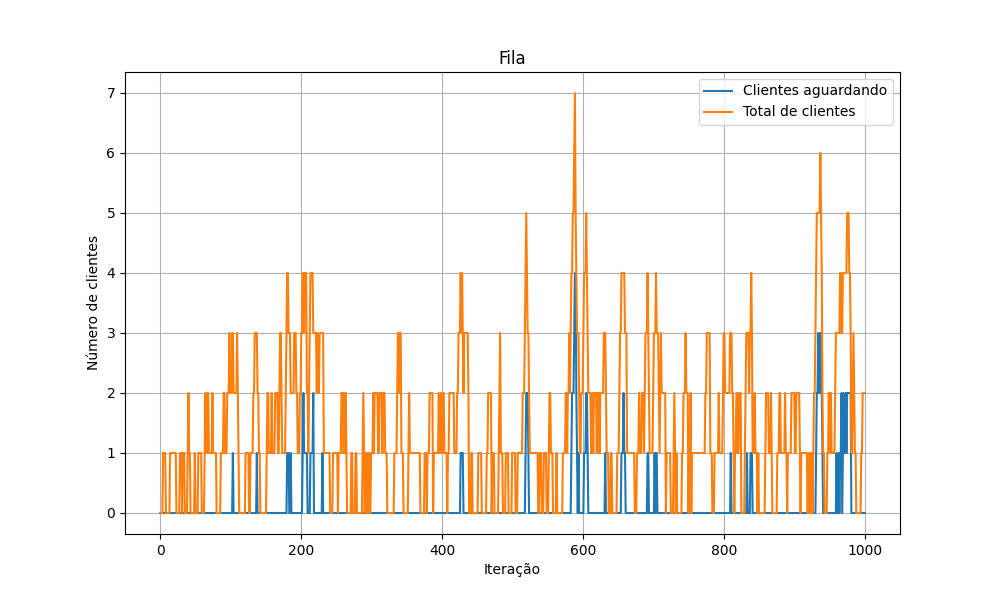 Fila
Clientes aguardando
Total de clientes
Número de clientes
7
6
5
4
3
2
1
0
0 200 400 600 800 1000
Iteração